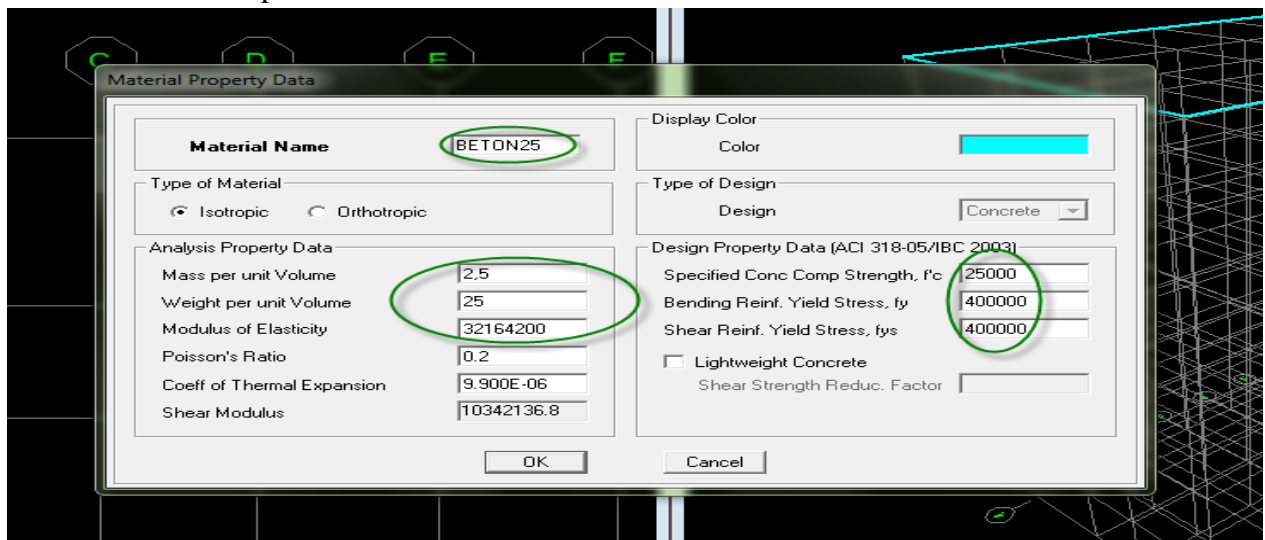 C D E F
Material Property Data
Material Name BETON25
Display Color
Color
Type of Material
Isotropic Orthotropic
Type of Design
Design Concrete
Analysis Property Data
Mass per unit Volume 2,5
Weight per unit Volume 25
Modulus of Elasticity 32164200
Poisson's Ratio 0.2
Coeff of Thermal Expansion 9.900E-06
Shear Modulus 10342136.8
Design Property Data (ACI 318-05/IBC 2003)
Specified Conc Comp Strength, f'c 25000
Bending Reinf. Yield Stress, fy 400000
Shear Reinf. Yield Stress, fys 400000
Lightweight Concrete
Shear Strength Reduc. Factor
OK Cancel